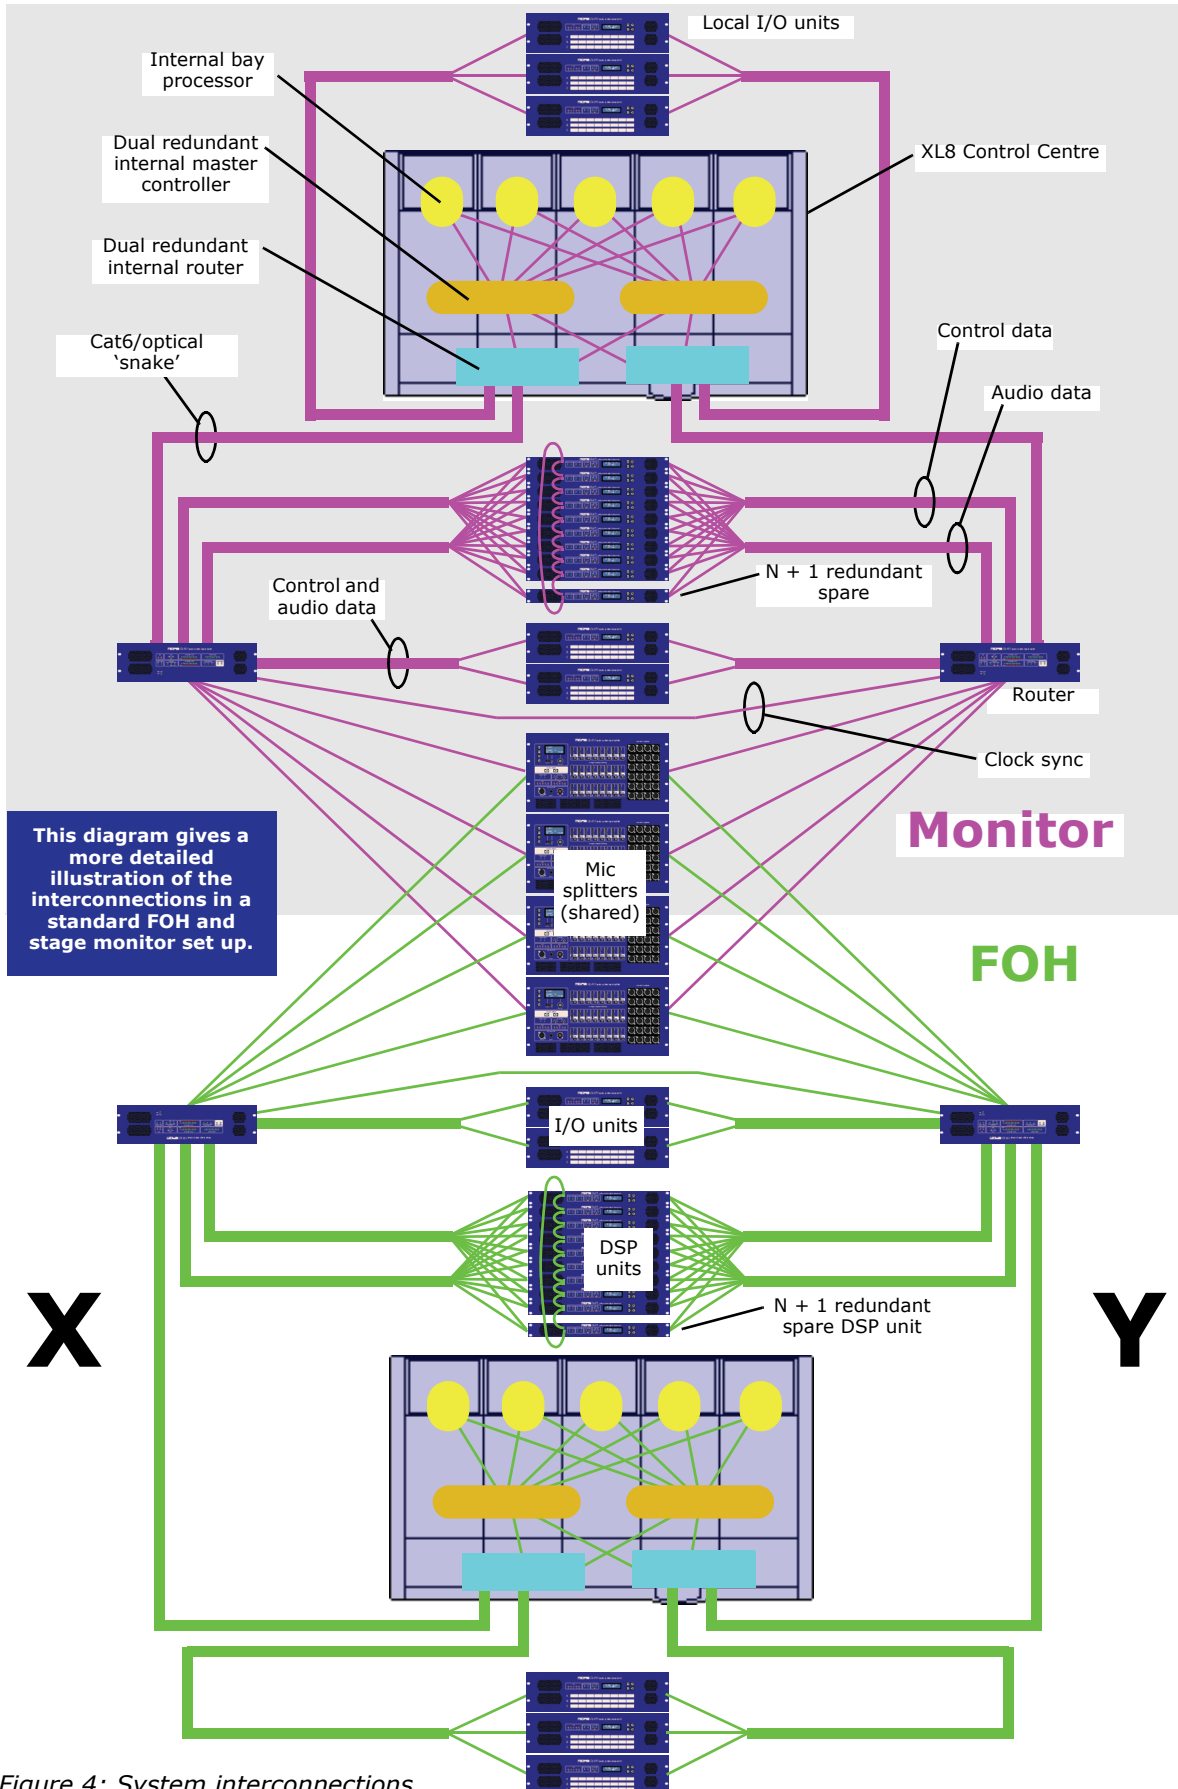 Local I/O units
Internal bay
processor
Dual redundant
internal master
controller
XL8 Control Centre
Dual redundant
internal router
Cat6/optical
‘snake’
Control data
Audio data
N + 1 redundant
spare
Control and
audio data
Router
Clock sync
Monitor
This diagram gives a
more detailed
illustration of the
interconnections in a
standard FOH and
stage monitor set up.
Mic
splitters
(shared)
FOH
I/O units
DSP
units
X
Y
N + 1 redundant
spare DSP unit
Figure 4: System interconnections